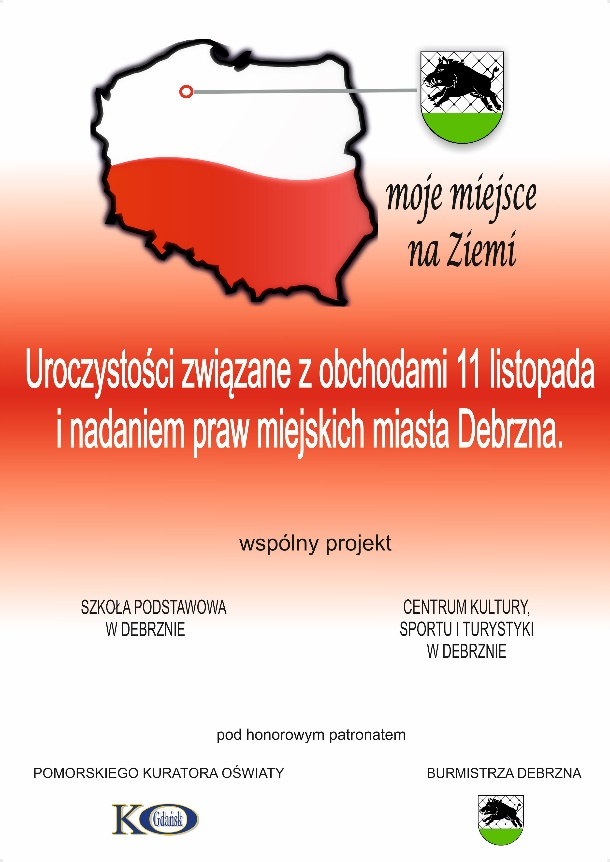 moje miejsce
na Ziemi
Uroczystości związane z obchodami 11 listopada
i nadaniem praw miejskich miasta Debrzna.
wspólny projekt
SZKOŁA PODSTAWOWA
W DEBRZNIE
CENTRUM KULTURY,
SPORTU I TURYSTYKI
W DEBRZNIE
pod honorowym patronatem
POMORSKIEGO KURATORA OŚWIATY
BURMISTRZA DEBRZNA
KO
Gdańsk